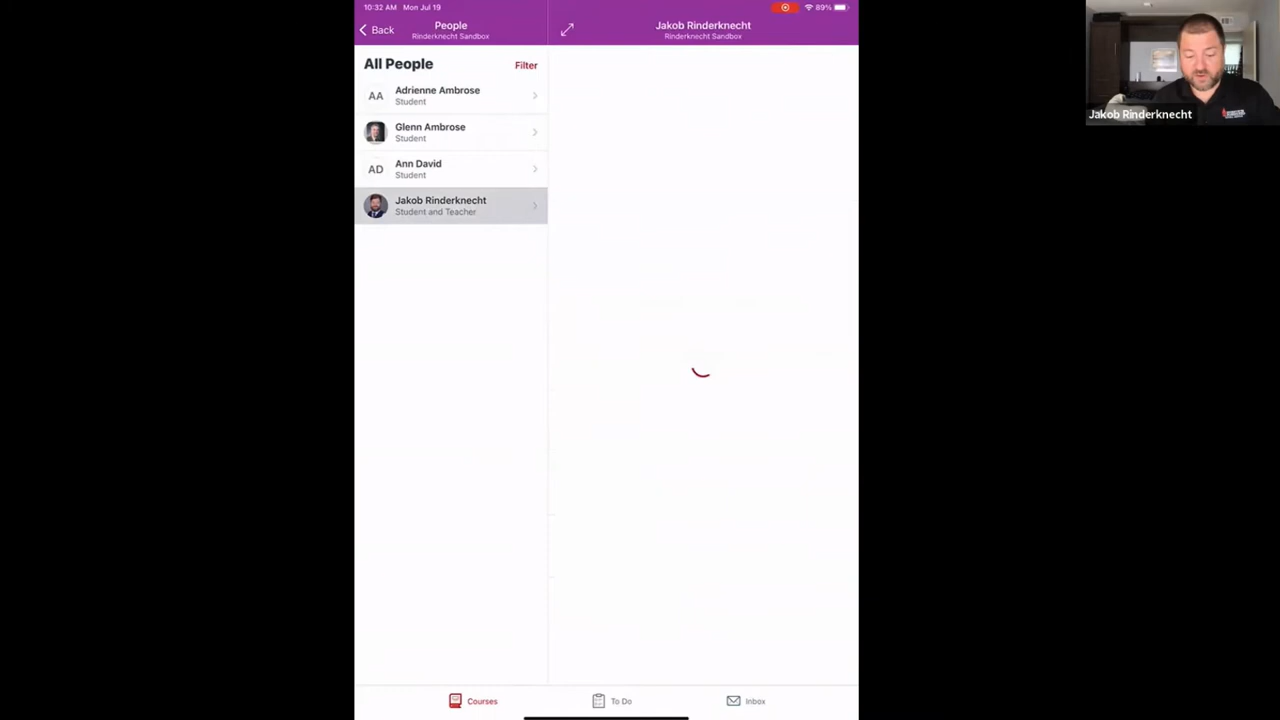 10:32 AM Mon Jul 19
89%
Back
People
Rinderknecht Sandbox
Jakob Rinderknecht
Rinderknecht Sandbox
All People
Filter
AA
Adrienne Ambrose
Student
Glenn Ambrose
Student
AD
Ann David
Student
Jakob Rinderknecht
Student and Teacher
Courses
To Do
Inbox
Jakob Rinderknecht